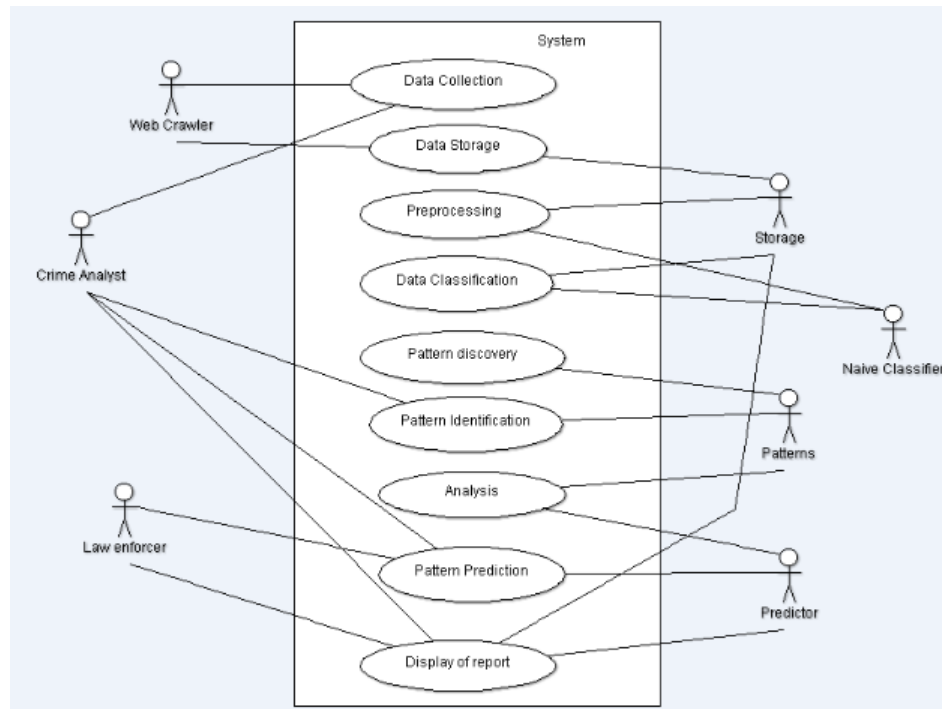 System
Data Collection
Web Crawler
Data Storage
Preprocessing
Storage
Crime Analyst
Data Classification
Pattern discovery
Naive Classifier
Pattern Identification
Patterns
Analysis
Law enforcer
Pattern Prediction
Predictor
Display of report